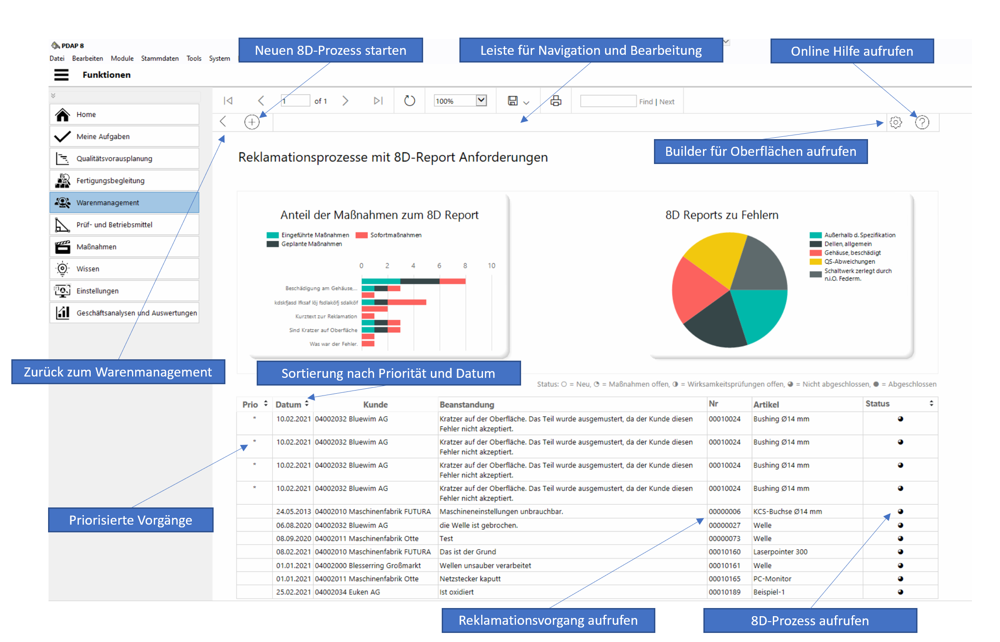 PDAP 8
Neuen 8D-Prozess starten
Leiste für Navigation und Bearbeitung
Online Hilfe aufrufen
Datei Bearbeiten Module Stammdaten Tools System
Funktionen
1 of 1 100% Find | Next
Home
Meine Aufgaben
Qualitätsvorausplanung
Fertigungsbegleitung
Warenmanagement
Prüf- und Betriebsmittel
Maßnahmen
Wissen
Einstellungen
Geschäftsanalysen und Auswertungen
Builder für Oberflächen aufrufen
Reklamationsprozesse mit 8D-Report Anforderungen
Anteil der Maßnahmen zum 8D Report
Eingeführte Maßnahmen Sofortmaßnahmen
Geplante Maßnahmen
0 2 4 6 8 10
Beschädigung am Gehäuse,...
kdskfjasd lfksaf löj fsdlaköfj sdalköf
Kurztext zur Reklamation
Sind Kratzer auf Oberfläche
Was war der Fehler.
8D Reports zu Fehlern
Außerhalb d. Spezifikation
Dellen, allgemein
Gehäuse, beschädigt
QS-Abweichungen
Schaltwerk zerlegt durch
n.i.O. Federm.
Zurück zum Warenmanagement
Sortierung nach Priorität und Datum
Status: ○ = Neu, ◔ = Maßnahmen offen, ◑ = Wirksamkeitsprüfungen offen, ◕ = Nicht abgeschlossen, ● = Abgeschlossen
Prio Datum Kunde Beanstandung Nr Artikel Status
* 10.02.2021 04002032 Bluewim AG Kratzer auf der Oberfläche. Das Teil wurde ausgemustert, da der Kunde diesen 00010024 Bushing Ø14 mm
Fehler nicht akzeptiert.
* 10.02.2021 04002032 Bluewim AG Kratzer auf der Oberfläche. Das Teil wurde ausgemustert, da der Kunde diesen 00010024 Bushing Ø14 mm
Fehler nicht akzeptiert.
* 10.02.2021 04002032 Bluewim AG Kratzer auf der Oberfläche. Das Teil wurde ausgemustert, da der Kunde diesen 00010024 Bushing Ø14 mm
Fehler nicht akzeptiert.
* 10.02.2021 04002032 Bluewim AG Kratzer auf der Oberfläche. Das Teil wurde ausgemustert, da der Kunde diesen 00010024 Bushing Ø14 mm
Fehler nicht akzeptiert.
24.05.2013 04002010 Maschinenfabrik FUTURA Maschineneinstellungen unbrauchbar. 00000006 KCS-Buchse Ø14 mm
06.08.2020 04002032 Bluewim AG die Welle ist gebrochen. 00000027 Welle
08.09.2020 04002011 Maschinenfabrik Otte Test 00000073 Welle
08.02.2021 04002010 Maschinenfabrik FUTURA Das ist der Grund 00010160 Laserpointer 300
01.01.2021 04002000 Blesserring Großmarkt Wellen unsauber verarbeitet 00010161 Welle
01.01.2021 04002011 Maschinenfabrik Otte Netzstecker kaputt 00010165 PC-Monitor
25.02.2021 04002034 Euken AG Ist oxidiert 00010189 Beispiel-1
Priorisierte Vorgänge
Reklamationsvorgang aufrufen
8D-Prozess aufrufen